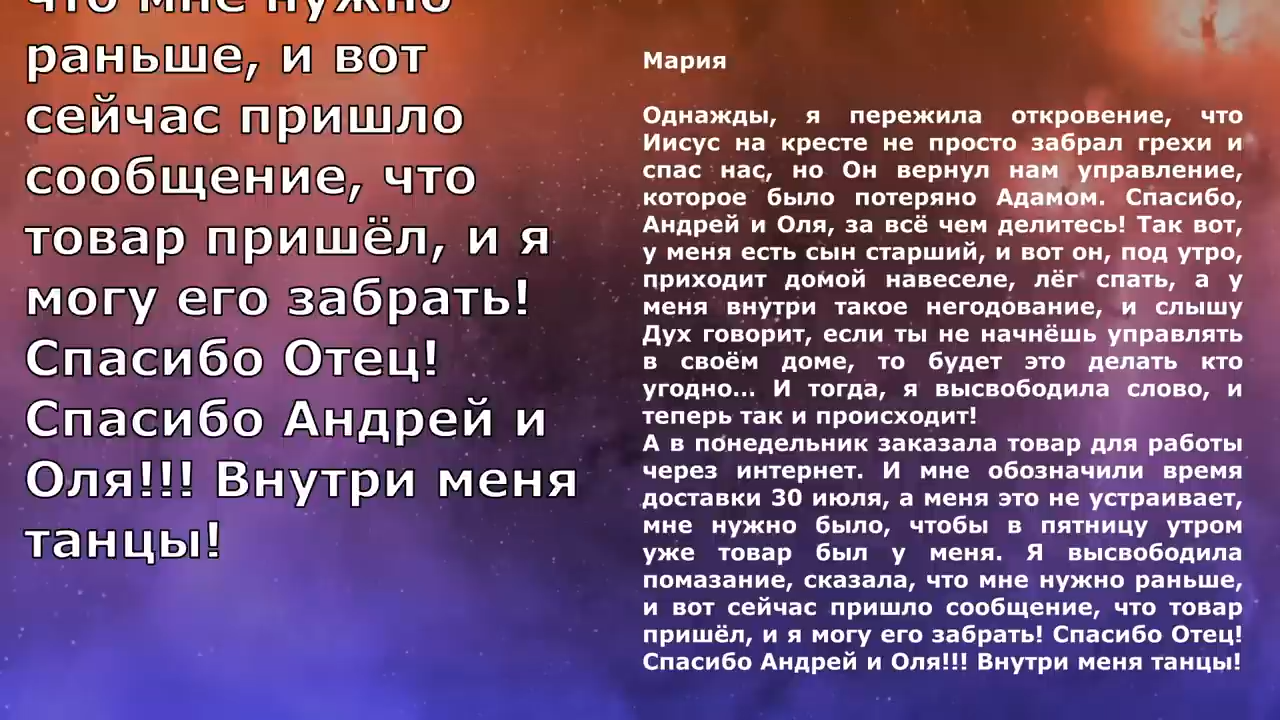 что мне нужно
раньше, и вот
сейчас пришло
сообщение, что
товар пришёл, и я
могу его забрать!
Спасибо Отец!
Спасибо Андрей и
Оля!!! Внутри меня
танцы!
Мария
Однажды, я пережила откровение, что
Иисус на кресте не просто забрал грехи и
спас нас, но Он вернул нам управление,
которое было потеряно Адамом. Спасибо,
Андрей и Оля, за всё чем делитесь! Так вот,
у меня есть сын старший, и вот он, под утро,
приходит домой навеселе, лёг спать, а у
меня внутри такое негодование, и слышу
Дух говорит, если ты не начнёшь управлять
в своём доме, то будет это делать кто
угодно... И тогда, я высвободила слово, и
теперь так и происходит!
А в понедельник заказала товар для работы
через интернет. И мне обозначили время
доставки 30 июля, а меня это не устраивает,
мне нужно было, чтобы в пятницу утром
уже товар был у меня. Я высвободила
помазание, сказала, что мне нужно раньше,
и вот сейчас пришло сообщение, что товар
пришёл, и я могу его забрать! Спасибо Отец!
Спасибо Андрей и Оля!!! Внутри меня танцы!